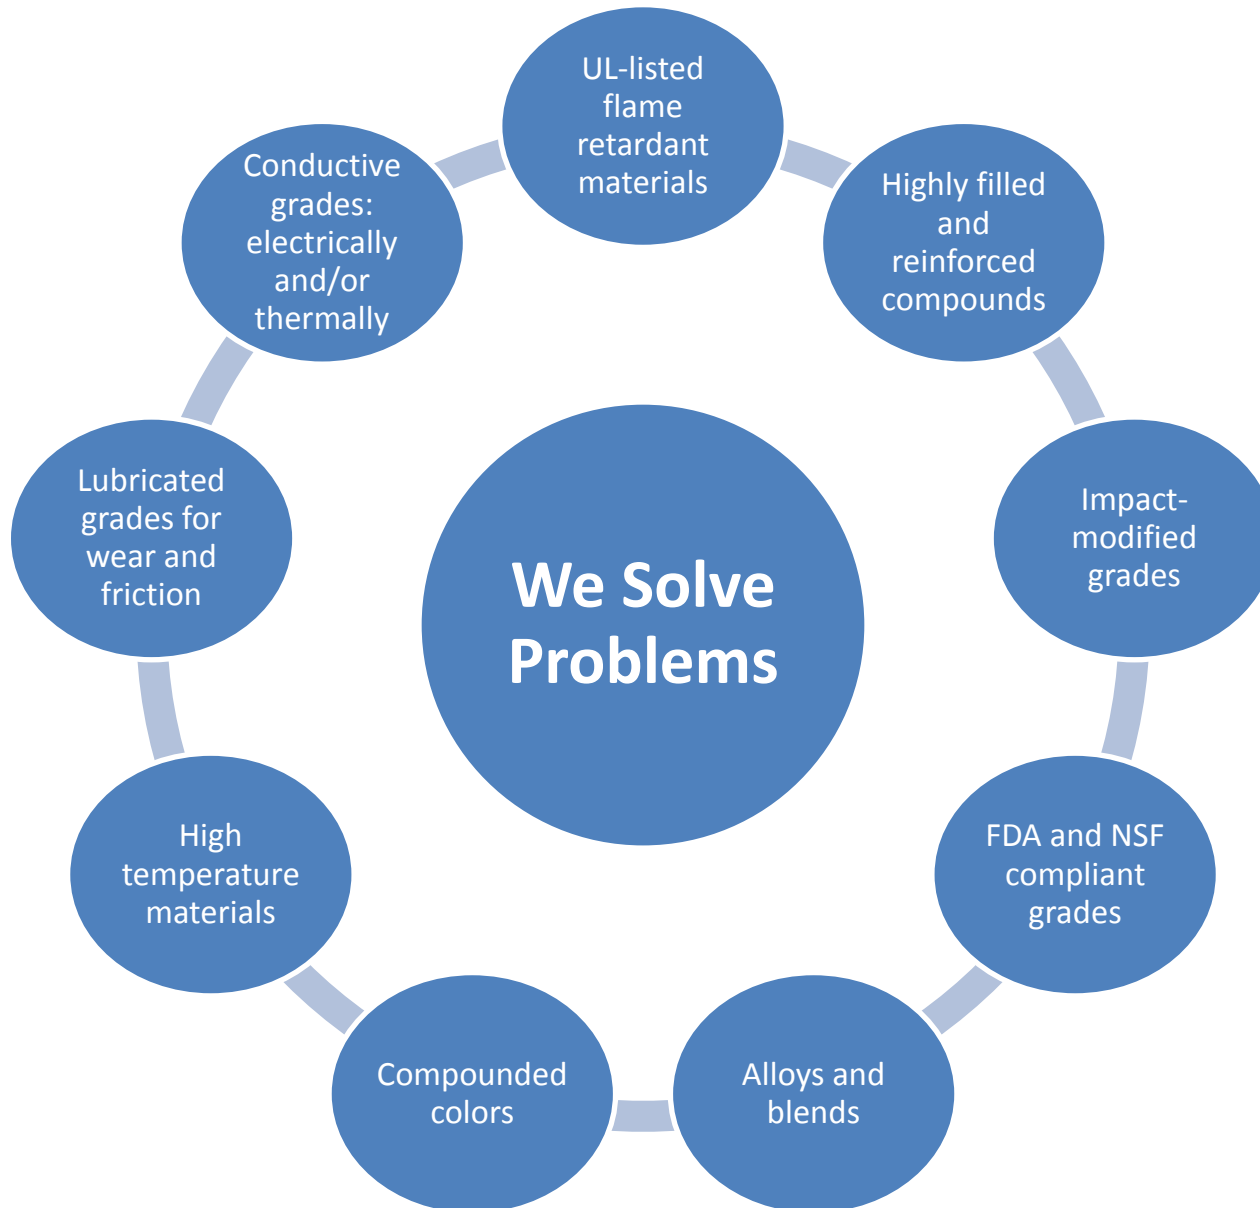 UL-listed
flame
retardant
materials
Highly filled
and
reinforced
compounds
Impact-
modified
grades
FDA and NSF
compliant
grades
Alloys and
blends
Compounded
colors
High
temperature
materials
Lubricated
grades for
wear and
friction
Conductive
grades:
electrically
and/or
thermally
We Solve
Problems